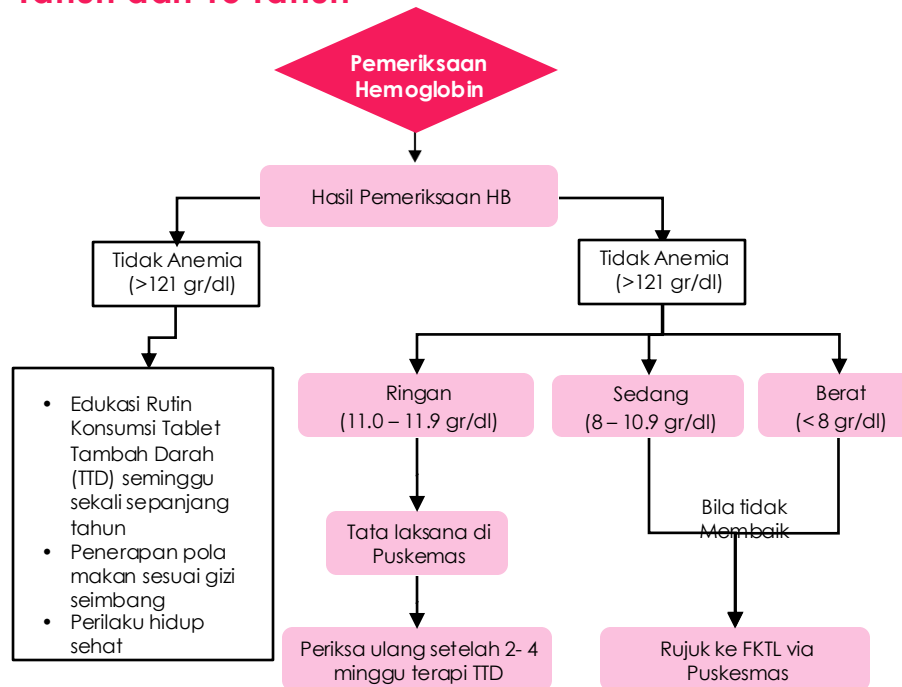 Pemeriksaan
Hemoglobin
Hasil Pemeriksaan HB
Tidak Anemia
(>121 gr/dl)
Tidak Anemia
(>121 gr/dl)
• Edukasi Rutin
Konsumsi Tablet
Tambah Darah
(TTD) seminggu
sekali sepanjang
tahun
• Penerapan pola
makan sesuai gizi
seimbang
• Perilaku hidup
sehat
Ringan
(11.0 – 11.9 gr/dl)
Sedang
(8 – 10.9 gr/dl)
Berat
(<8 gr/dl)
Tata laksana di
Puskemas
Bila tidak
Membaik
Periksa ulang setelah 2- 4
minggu terapi TTD
Rujuk ke FKTL via
Puskesmas